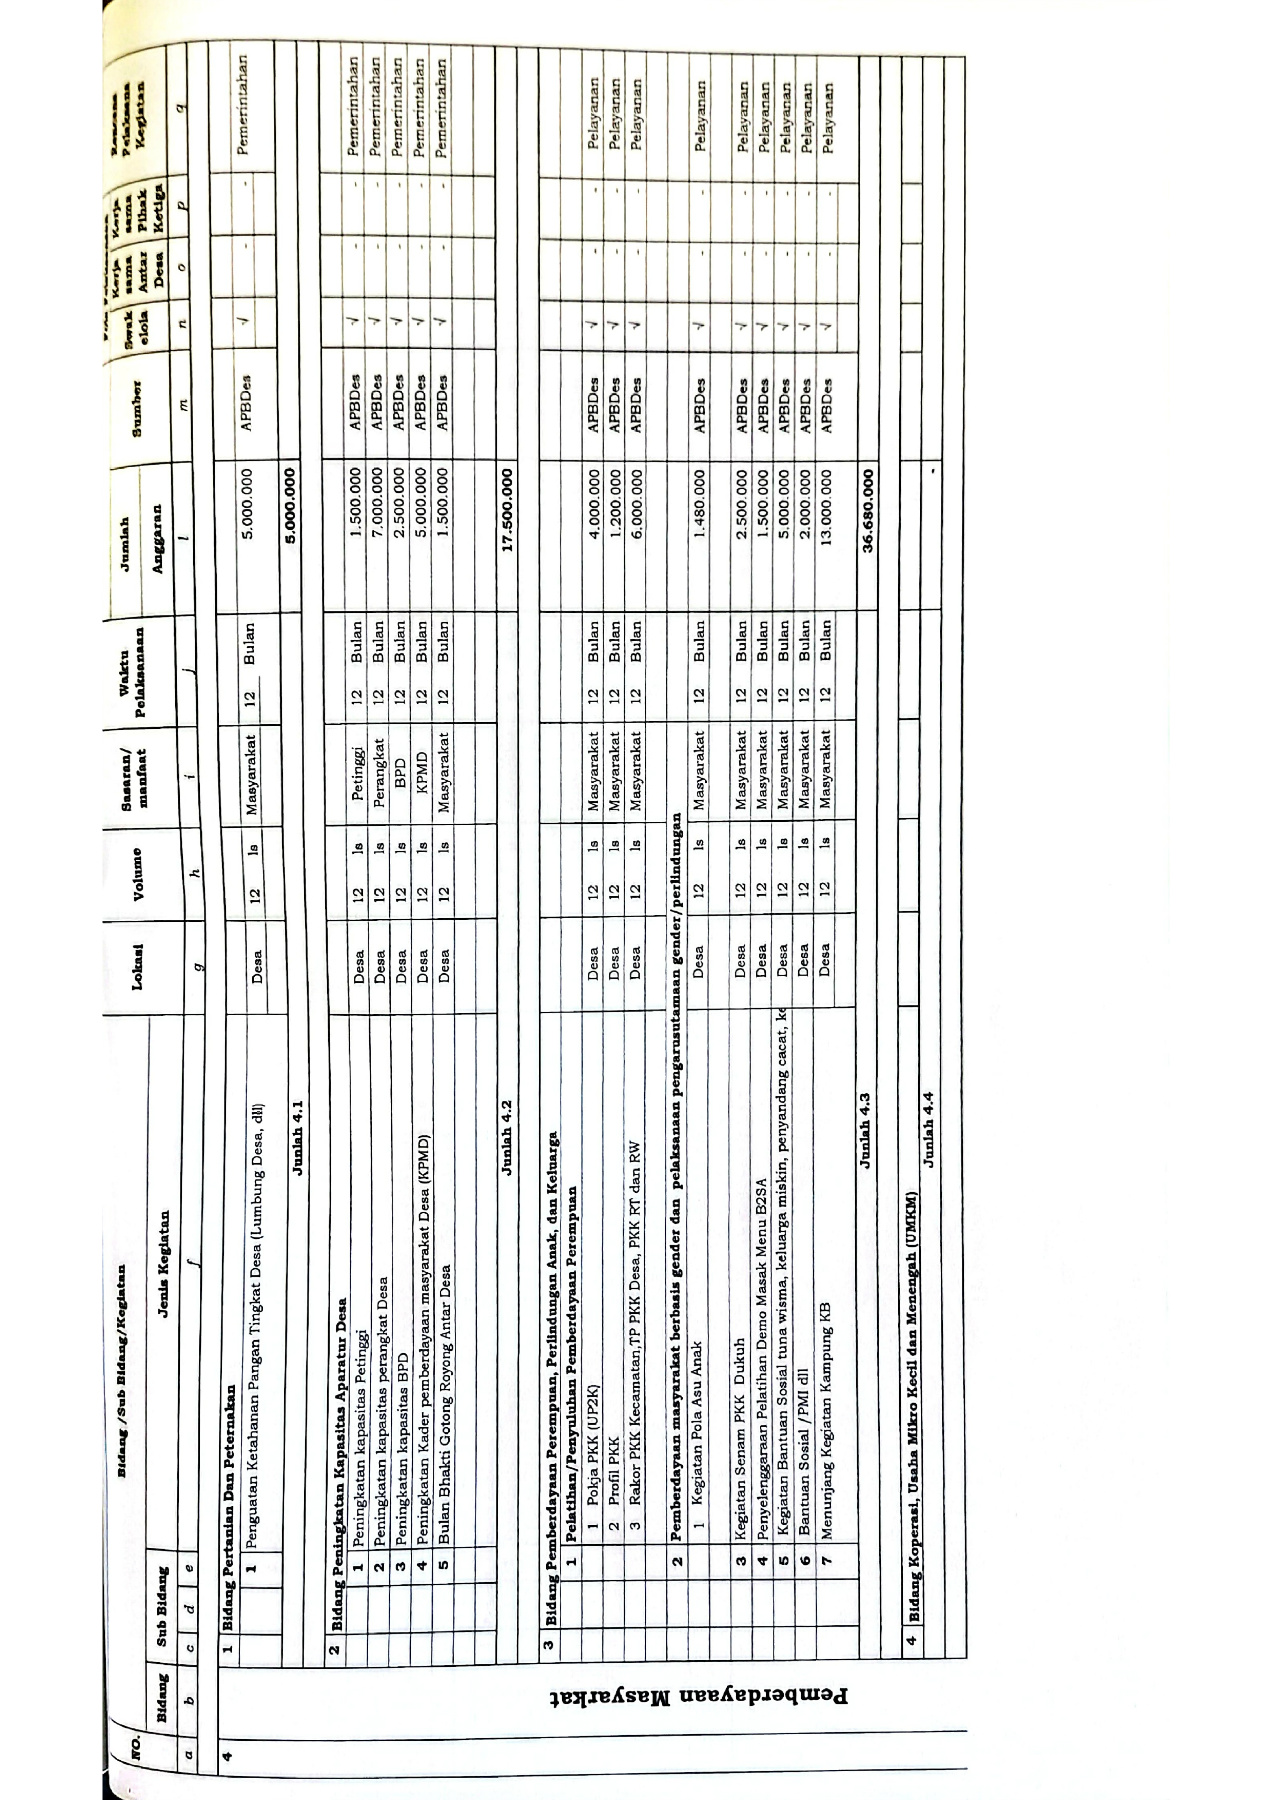 NO. Bidang /Sub Bidang/Kegiatan Lokasi Volume Sasaran/ manfaat Waktu Pelaksanaan Jumlah Anggaran Sumber Swak elola Kerja sama Antar Desa Kerja sama Pihak Ketiga Pelaksana Kegiatan
Bidang Sub Bidang Jenis Kegiatan
a b c d e f g h i j l m n o p q
4 Pemberdayaan Masyarkat
1 Bidang Pertanian Dan Peternakan
1 Penguatan Ketahanan Pangan Tingkat Desa (Lumbung Desa, dll) Desa 12 ls Masyarakat 12 Bulan 5.000.000 APBDes √ - - Pemerintahan
Junlah 4.1 5.000.000
2 Bidang Peningkatan Kapasitas Aparatur Desa
1 Peningkatan kapasitas Petinggi Desa 12 ls Petinggi 12 Bulan 1.500.000 APBDes √ - - Pemerintahan
2 Peningkatan kapasitas perangkat Desa Desa 12 ls Perangkat 12 Bulan 7.000.000 APBDes √ - - Pemerintahan
3 Peningkatan kapasitas BPD Desa 12 ls BPD 12 Bulan 2.500.000 APBDes √ - - Pemerintahan
4 Peningkatan Kader pemberdayaan masyarakat Desa (KPMD) Desa 12 ls KPMD 12 Bulan 5.000.000 APBDes √ - - Pemerintahan
5 Bulan Bhakti Gotong Royong Antar Desa Desa 12 ls Masyarakat 12 Bulan 1.500.000 APBDes √ - - Pemerintahan
Junlah 4.2 17.500.000
3 Bidang Pemberdayaan Perempuan, Perlindungan Anak, dan Keluarga
1 Pelatihan/Penyuluhan Pemberdayaan Perempuan
1 Pokja PKK (UP2K) Desa 12 ls Masyarakat 12 Bulan 4.000.000 APBDes √ - - Pelayanan
2 Profil PKK Desa 12 ls Masyarakat 12 Bulan 1.200.000 APBDes √ - - Pelayanan
3 Rakor PKK Kecamatan,TP PKK Desa, PKK RT dan RW Desa 12 ls Masyarakat 12 Bulan 6.000.000 APBDes √ - - Pelayanan
2 Pemberdayaan masyarakat berbasis gender dan pelaksanaan pengarusutamaan gender/perlindungan
1 Kegiatan Pola Asu Anak Desa 12 ls Masyarakat 12 Bulan 1.480.000 APBDes √ - - Pelayanan
3 Kegiatan Senam PKK Dukuh Desa 12 ls Masyarakat 12 Bulan 2.500.000 APBDes √ - - Pelayanan
4 Penyelenggaraan Pelatihan Demo Masak Menu B2SA Desa 12 ls Masyarakat 12 Bulan 1.500.000 APBDes √ - - Pelayanan
5 Kegiatan Bantuan Sosial tuna wisma, keluarga miskin, penyandang cacat, ke Desa 12 ls Masyarakat 12 Bulan 5.000.000 APBDes √ - - Pelayanan
6 Bantuan Sosial /PMI dll Desa 12 ls Masyarakat 12 Bulan 2.000.000 APBDes √ - - Pelayanan
7 Menunjang Kegiatan Kampung KB Desa 12 ls Masyarakat 12 Bulan 13.000.000 APBDes √ - - Pelayanan
Junlah 4.3 36.680.000
4 Bidang Koperasi, Usaha Mikro Kecil dan Menengah (UMKM)
Junlah 4.4 -